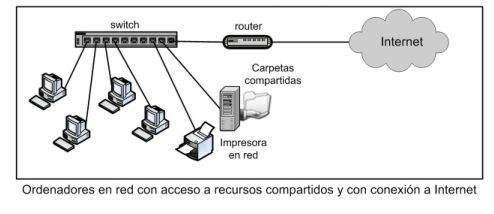 switch
router
Internet
Carpetas
compartidas
Impresora
en red
Ordenadores en red con acceso a recursos compartidos y con conexión a Internet